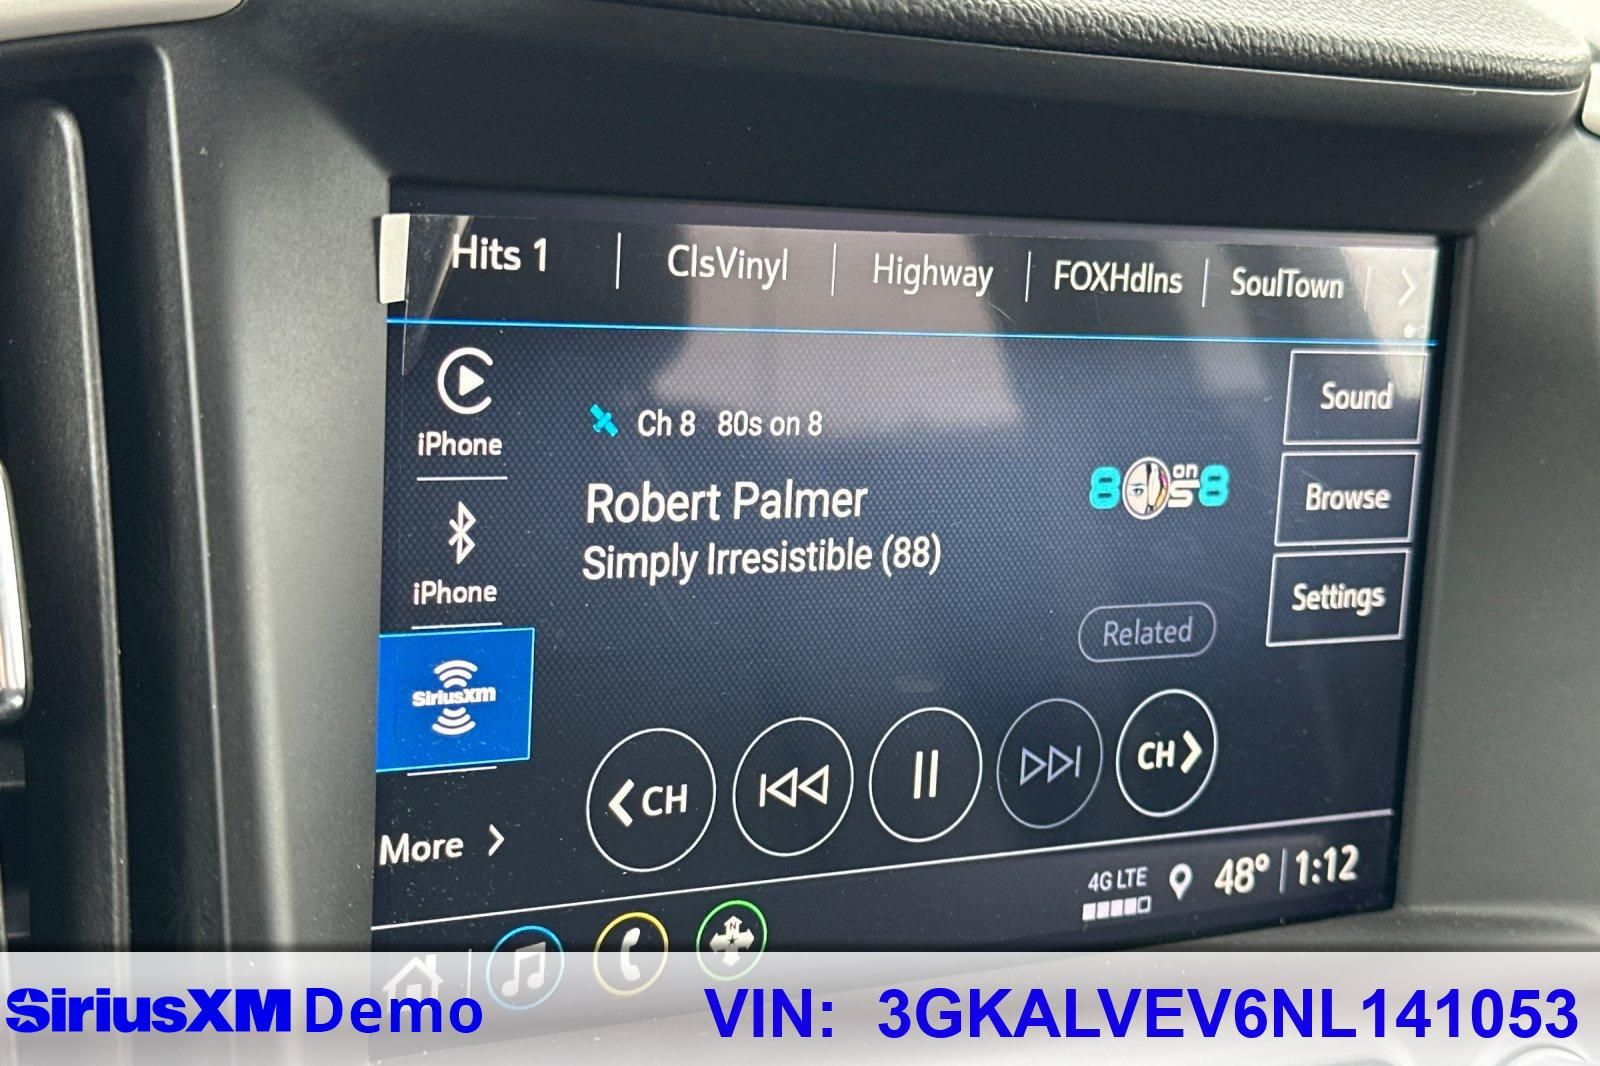 Hits 1 ClsVinyl Highway FOXHdlns SoulTown
iPhone
Ch 8 80s on 8
Sound
8 on 8
Robert Palmer
Browse
Simply Irresistible (88)
iPhone
Settings
Related
SiriusXM
CH CH
More
4G LTE 48° 1:12
N
SiriusXM Demo VIN: 3GKALVEV6NL141053